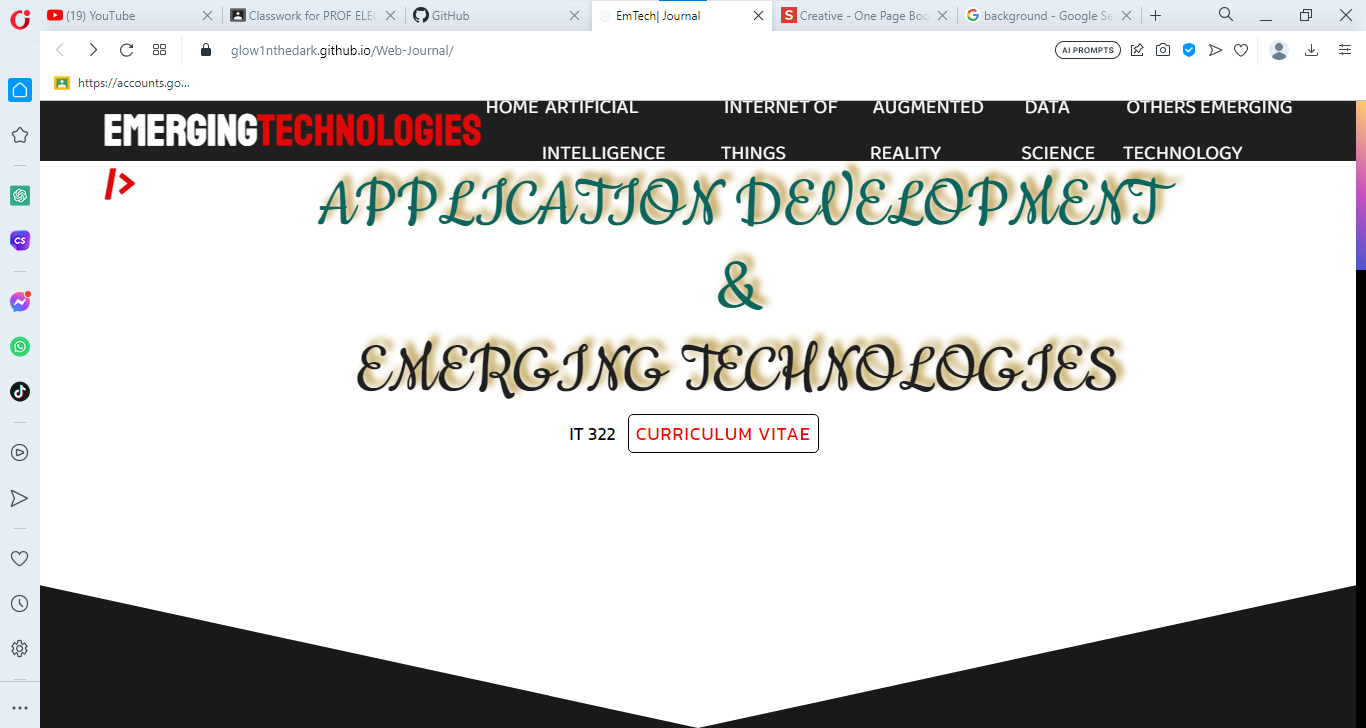 (19) YouTube
Classwork for PROF ELEC
GitHub
EmTech| Journal
Creative - One Page Boo
background - Google Se
glow1nthedark.github.io/Web-Journal/
AI PROMPTS
https://accounts.go...
EMERGINGTECHNOLOGIES
/>
HOME
ARTIFICIAL INTELLIGENCE
INTERNET OF THINGS
AUGMENTED REALITY
DATA SCIENCE
OTHERS EMERGING TECHNOLOGY
APPLICATION DEVELOPMENT
&
EMERGING TECHNOLOGIES
IT 322 CURRICULUM VITAE